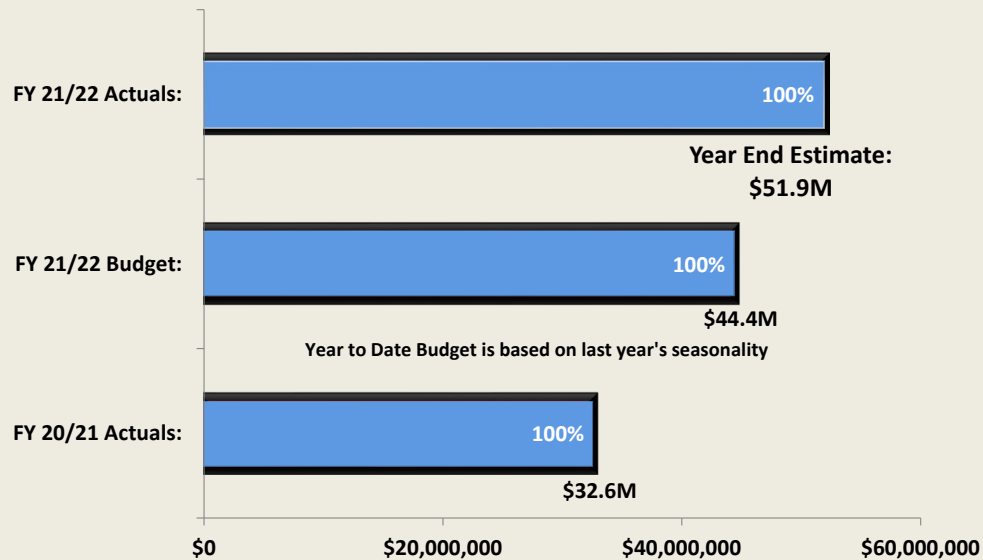 FY 21/22 Actuals:
100%
Year End Estimate:
$51.9M
FY 21/22 Budget:
100%
$44.4M
Year to Date Budget is based on last year's seasonality
FY 20/21 Actuals:
100%
$32.6M
$0
$20,000,000
$40,000,000
$60,000,000